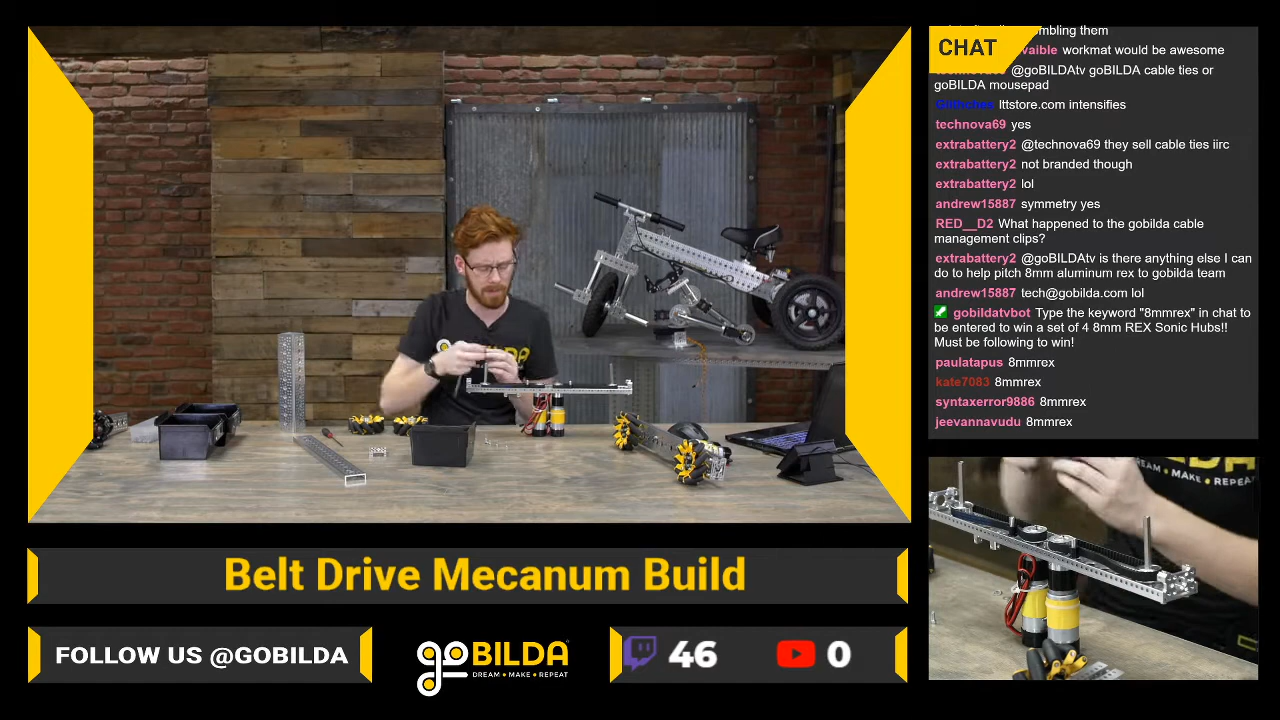 CHAT
mbling them
vaible workmat would be awesome
@goBILDAtv goBILDA cable ties or
goBILDA mousepad
lttstore.com intensifies
technova69 yes
extrabattery2 @technova69 they sell cable ties iirc
extrabattery2 not branded though
extrabattery2 lol
andrew15887 symmetry yes
RED__D2 What happened to the gobilda cable
management clips?
extrabattery2 @goBILDAtv is there anything else I can
do to help pitch 8mm aluminum rex to gobilda team
andrew15887 tech@gobilda.com lol
gobildatvbot Type the keyword "8mmrex" in chat to
be entered to win a set of 4 8mm REX Sonic Hubs!!
Must be following to win!
paulatapus 8mmrex
kate7083 8mmrex
syntaxerror9886 8mmrex
jeevannavudu 8mmrex
BILDA
DREAM • MAKE • REPEAT
Belt Drive Mecanum Build
FOLLOW US @GOBILDA
goBILDA
DREAM • MAKE • REPEAT
46
0